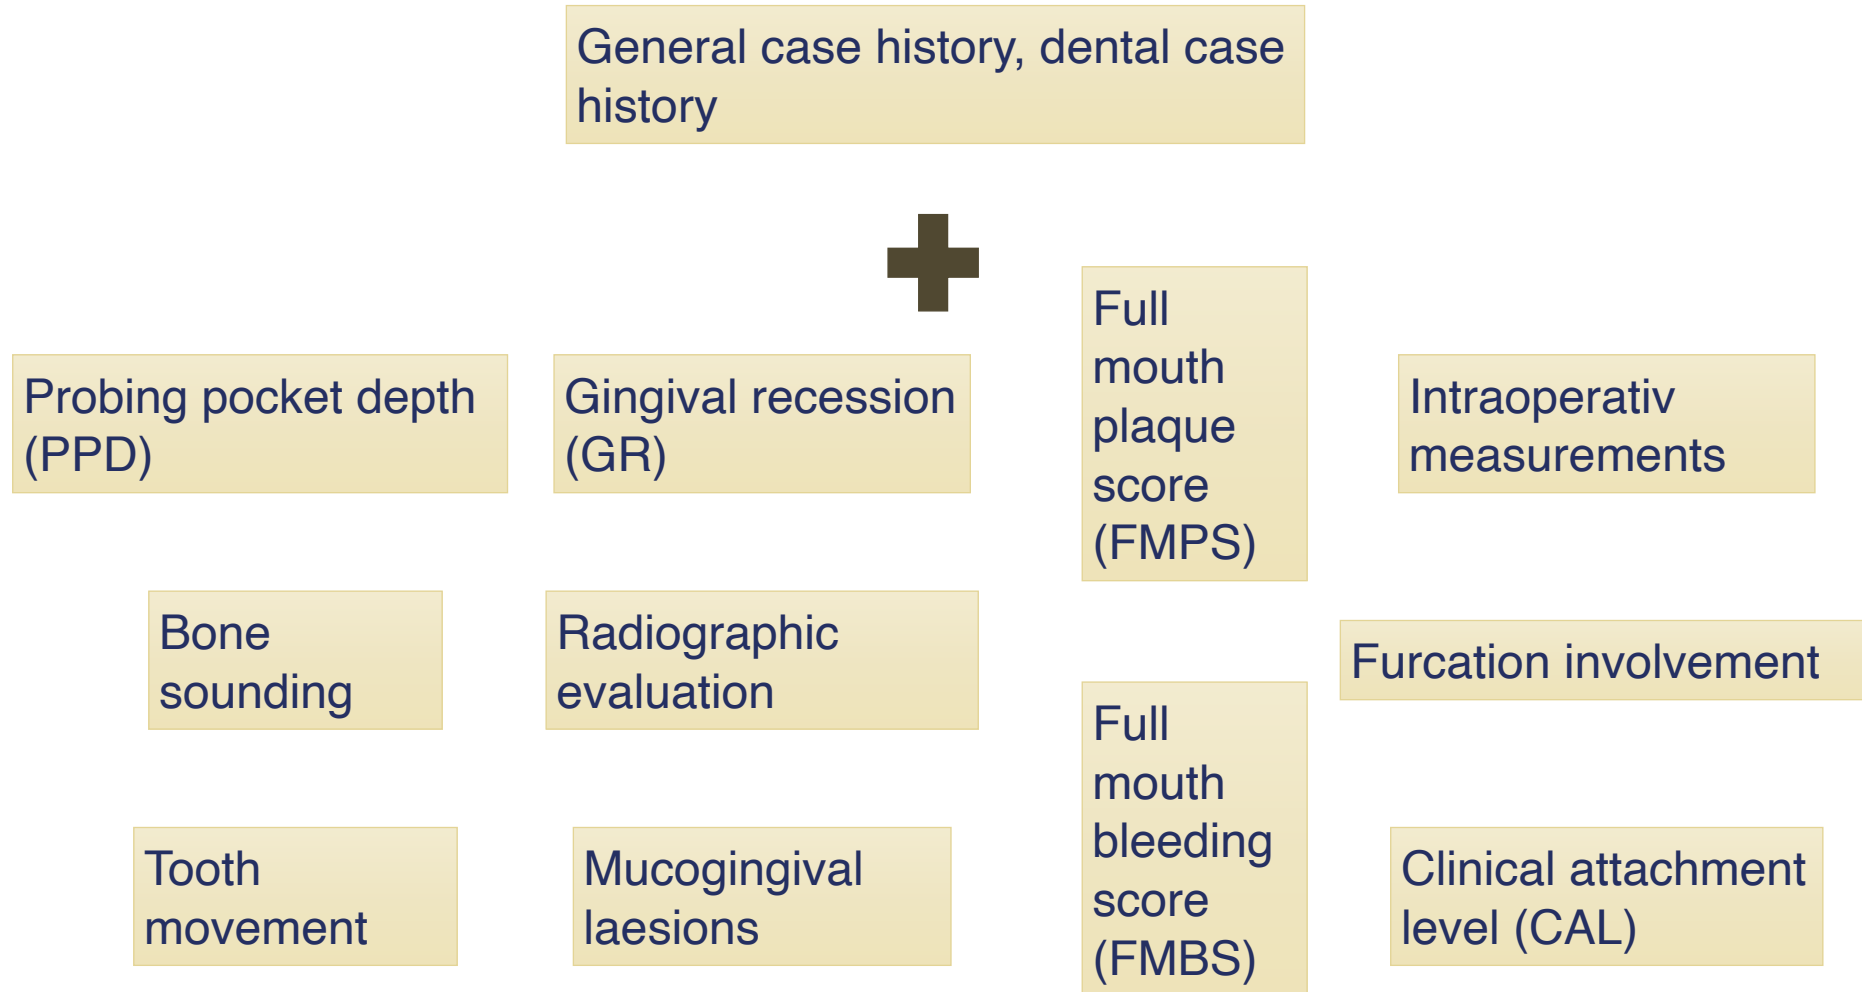 General case history, dental case
history
Probing pocket depth
(PPD)
Gingival recession
(GR)
Full
mouth
plaque
score
(FMPS)
Intraoperativ
measurements
Bone
sounding
Radiographic
evaluation
Furcation involvement
Tooth
movement
Mucogingival
laesions
Full
mouth
bleeding
score
(FMBS)
Clinical attachment
level (CAL)